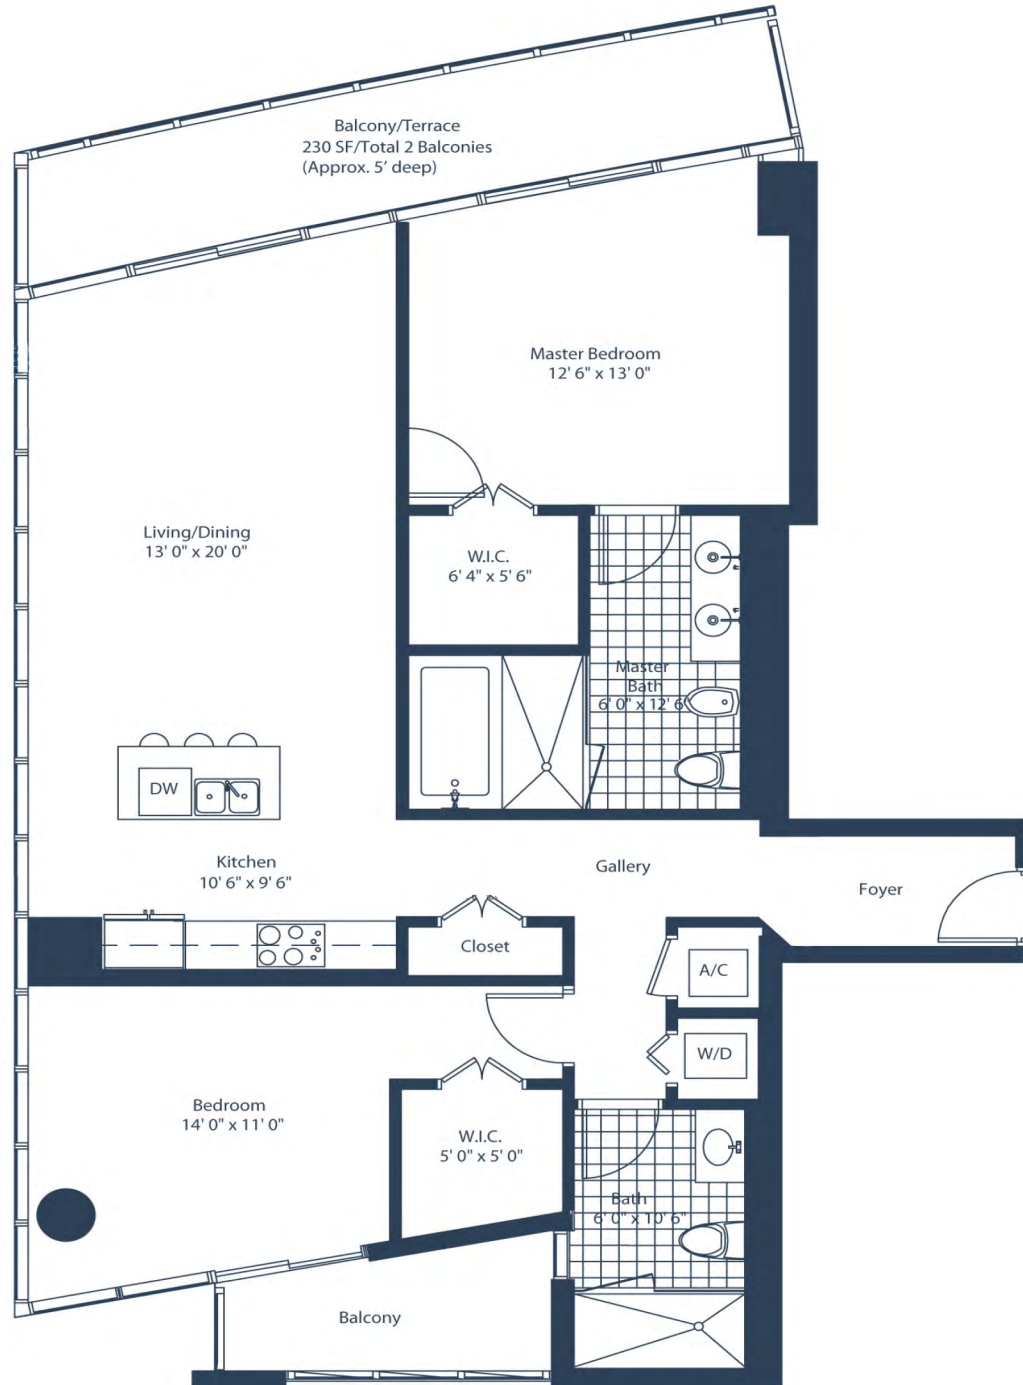 Balcony/Terrace
230 SF/Total 2 Balconies
(Approx. 5' deep)
Master Bedroom
12' 6" x 13' 0"
Living/Dining
13' 0" x 20' 0"
W.I.C.
6' 4" x 5' 6"
Master
Bath
6' 0" x 12' 6"
DW
Kitchen
10' 6" x 9' 6"
Gallery
Foyer
Closet
A/C
W/D
Bedroom
14' 0" x 11' 0"
W.I.C.
5' 0" x 5' 0"
Bath
6' 0" x 10' 6"
Balcony